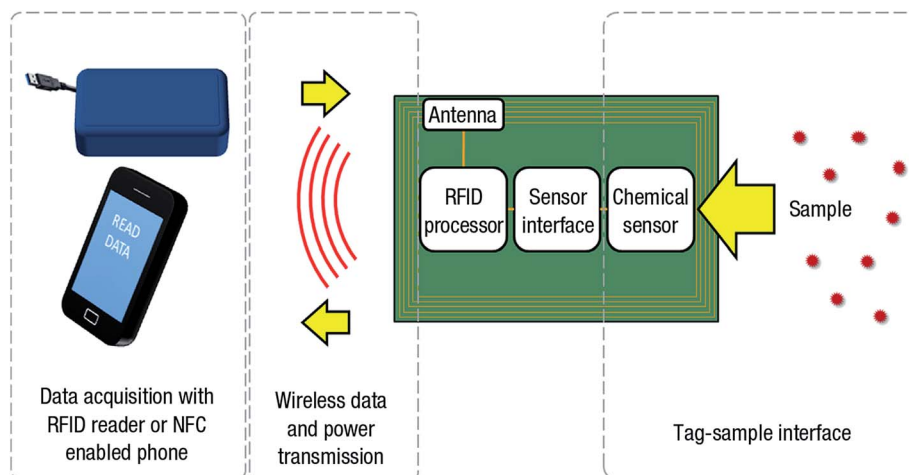 READ
DATA
Data acquisition with
RFID reader or NFC
enabled phone
Wireless data
and power
transmission
Antenna
RFID
processor
Sensor
interface
Chemical
sensor
Sample
Tag-sample interface